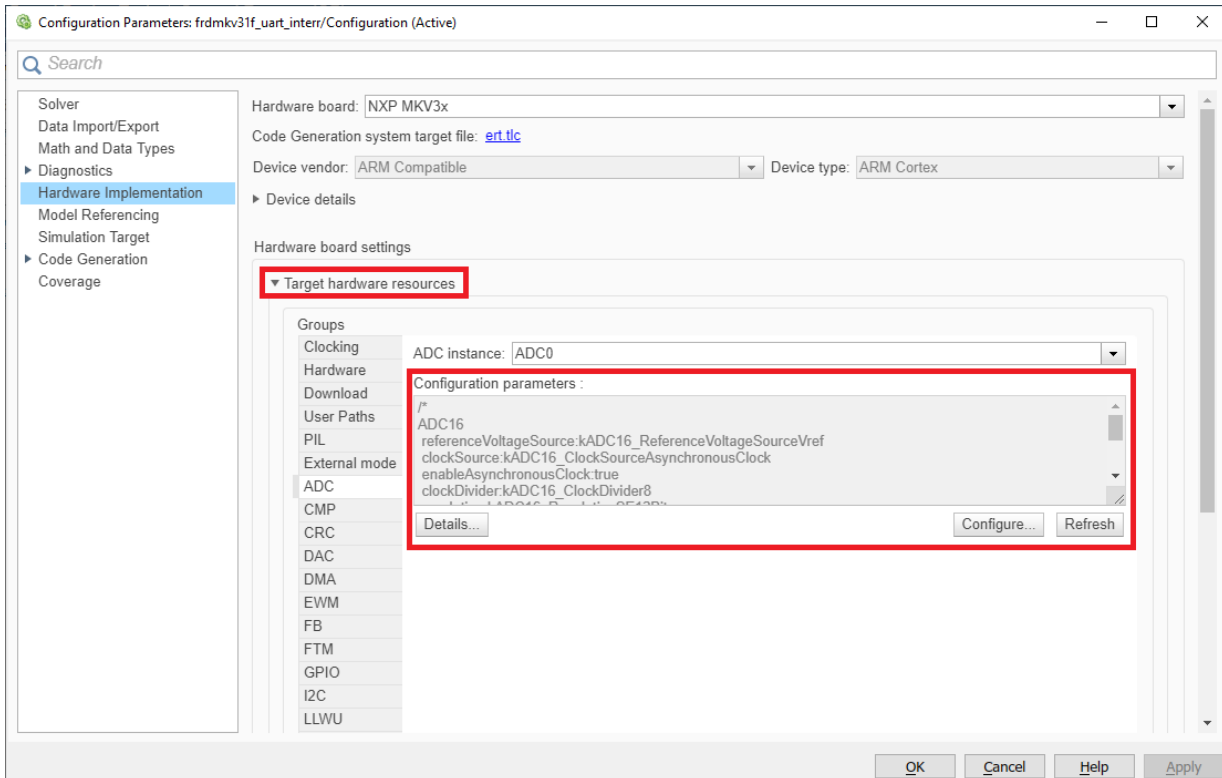 Configuration Parameters: frdmkv31f_uart_interr/Configuration (Active)
Search
Solver
Data Import/Export
Math and Data Types
Diagnostics
Hardware Implementation
Model Referencing
Simulation Target
Code Generation
Coverage
Hardware board: NXP MKV3x
Code Generation system target file: ert.tlc
Device vendor: ARM Compatible Device type: ARM Cortex
Device details
Hardware board settings
Target hardware resources
Groups
Clocking
Hardware
Download
User Paths
PIL
External mode
ADC
CMP
CRC
DAC
DMA
EWM
FB
FTM
GPIO
I2C
LLWU
ADC instance: ADC0
Configuration parameters :
/*
ADC16
referenceVoltageSource:kADC16_ReferenceVoltageSourceVref
clockSource:kADC16_ClockSourceAsynchronousClock
enableAsynchronousClock:true
clockDivider:kADC16_ClockDivider8
Details... Configure... Refresh
OK Cancel Help Apply